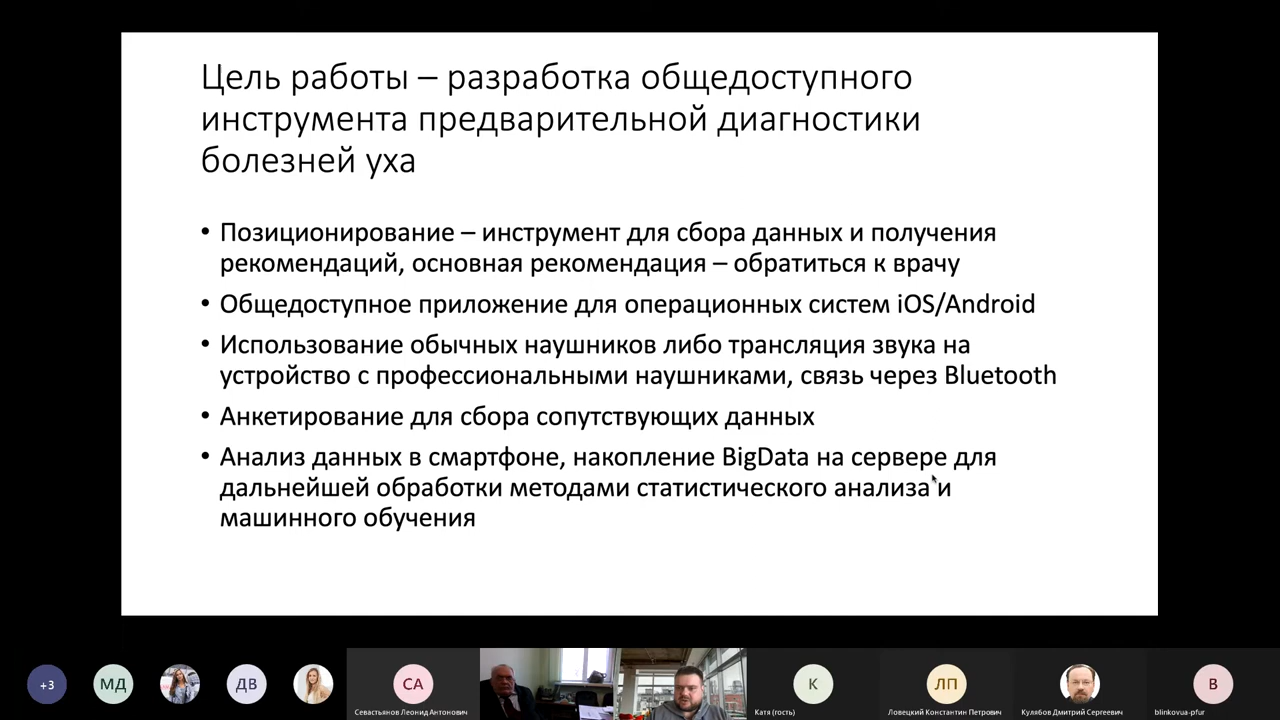 Цель работы – разработка общедоступного
инструмента предварительной диагностики
болезней уха
• Позиционирование – инструмент для сбора данных и получения
рекомендаций, основная рекомендация – обратиться к врачу
• Общедоступное приложение для операционных систем iOS/Android
• Использование обычных наушников либо трансляция звука на
устройство с профессиональными наушниками, связь через Bluetooth
• Анкетирование для сбора сопутствующих данных
• Анализ данных в смартфоне, накопление BigData на сервере для
дальнейшей обработки методами статистического анализа и
машинного обучения
+3
МД
ДВ
СА
Севастьянов Леонид Антонович
К
Катя (гость)
ЛП
Ловецкий Константин Петрович
Кулябов Дмитрий Сергеевич
B
blinkovua-pfur